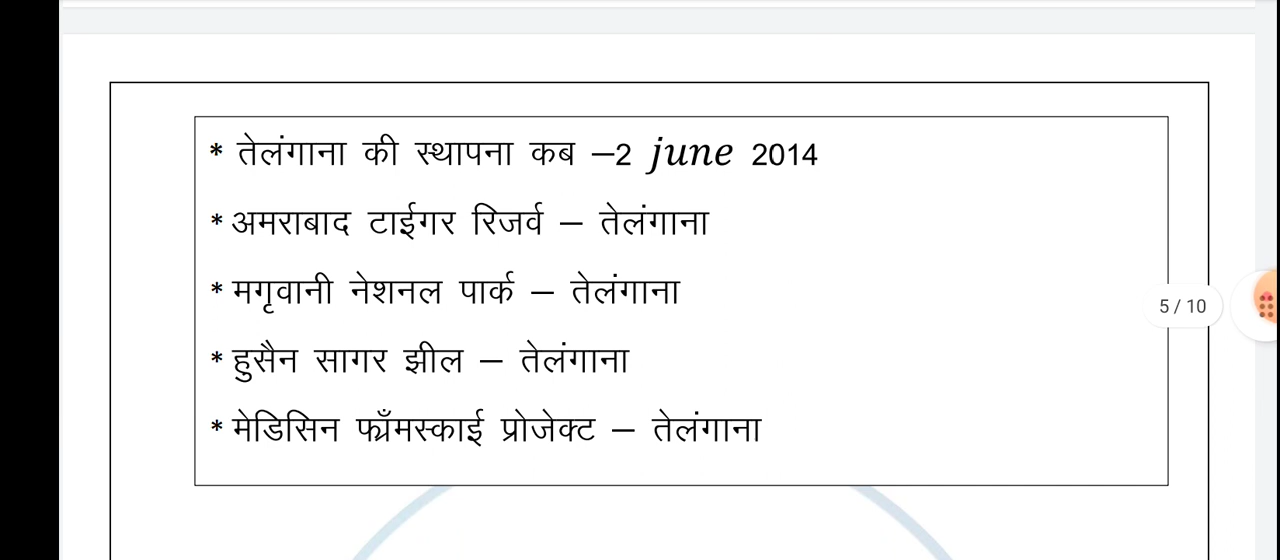 * तेलंगाना की स्थापना कब –2 june 2014
* अमराबाद टाईगर रिजर्व – तेलंगाना
* मगृवानी नेशनल पार्क – तेलंगाना
* हुसैन सागर झील – तेलंगाना
* मेडिसिन फ्रॉँमस्काई प्रोजेक्ट – तेलंगाना
5 / 10